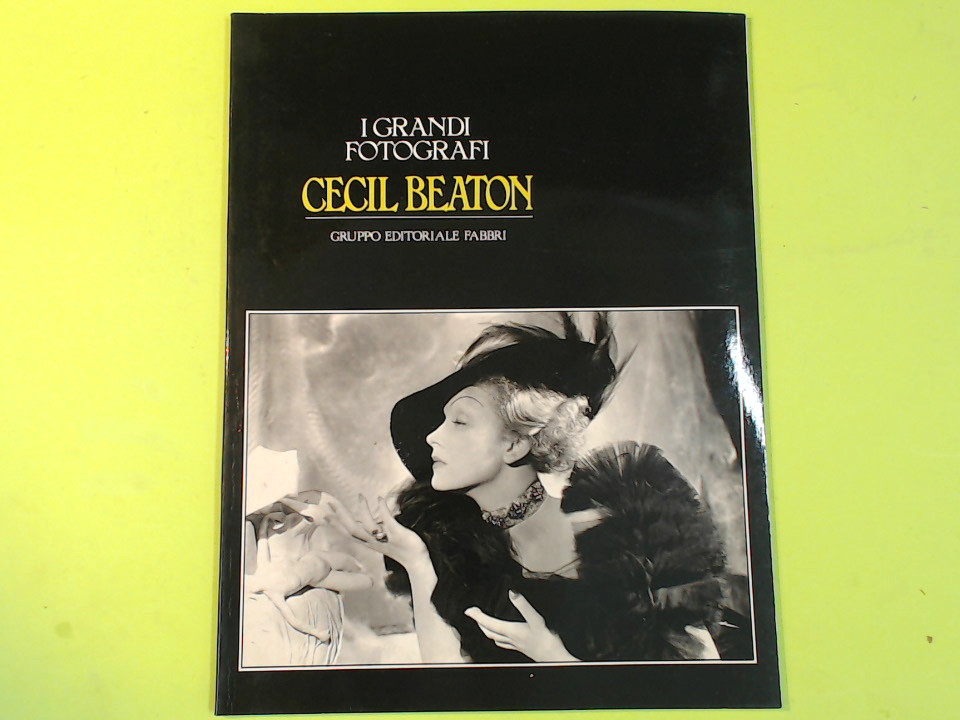 I GRANDI
FOTOGRAFI
CECIL BEATON
GRUPPO EDITORIALE FABBRI